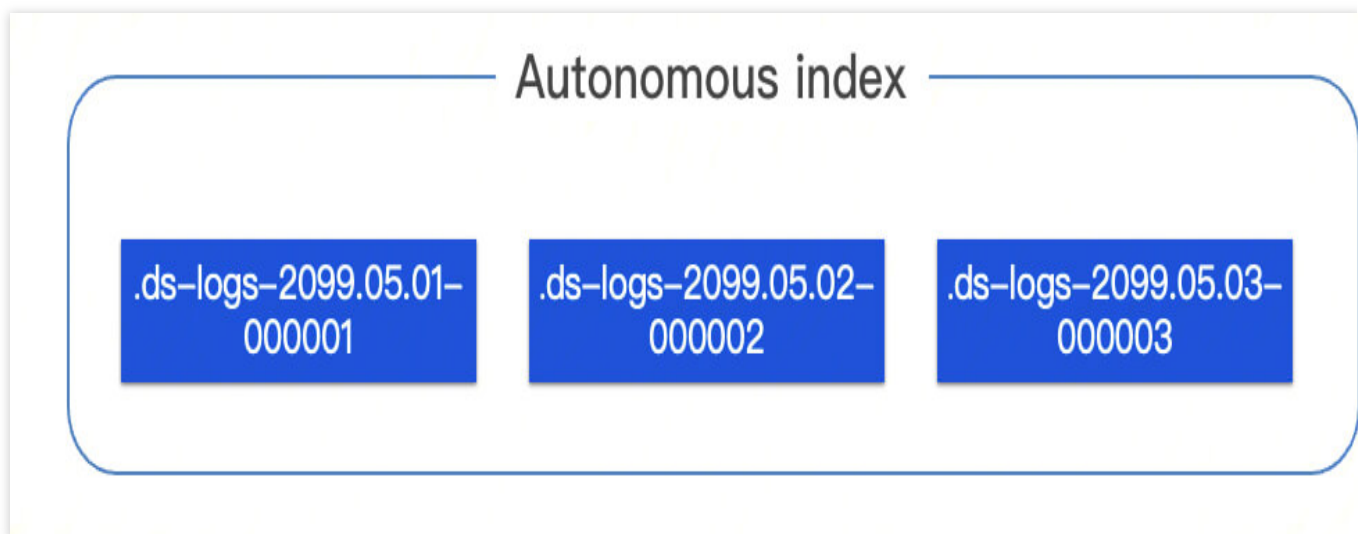 Autonomous index
.ds–logs–2099.05.01–
000001
.ds–logs–2099.05.02–
000002
.ds–logs–2099.05.03–
000003